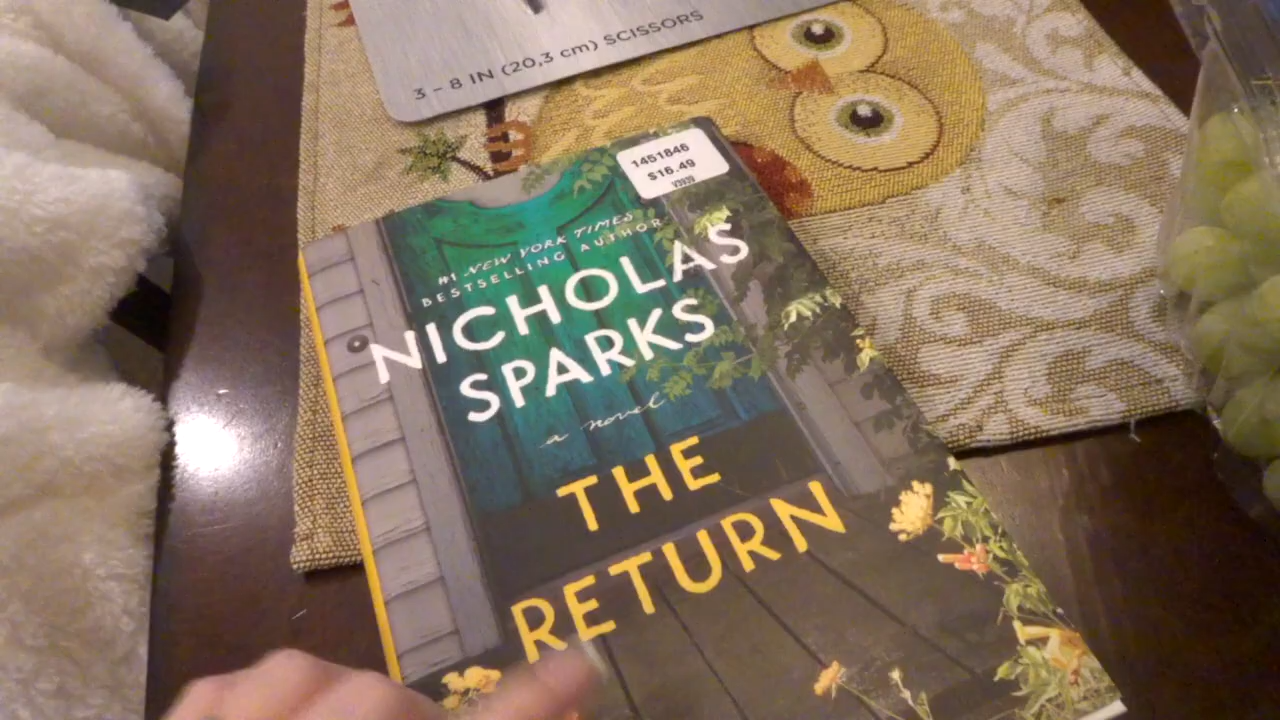 3 – 8 IN (20,3 cm) SCISSORS
1451846
$16.49
#1 NEW YORK TIMES
BESTSELLING AUTHOR
NICHOLAS
SPARKS
a novel
THE
RETURN